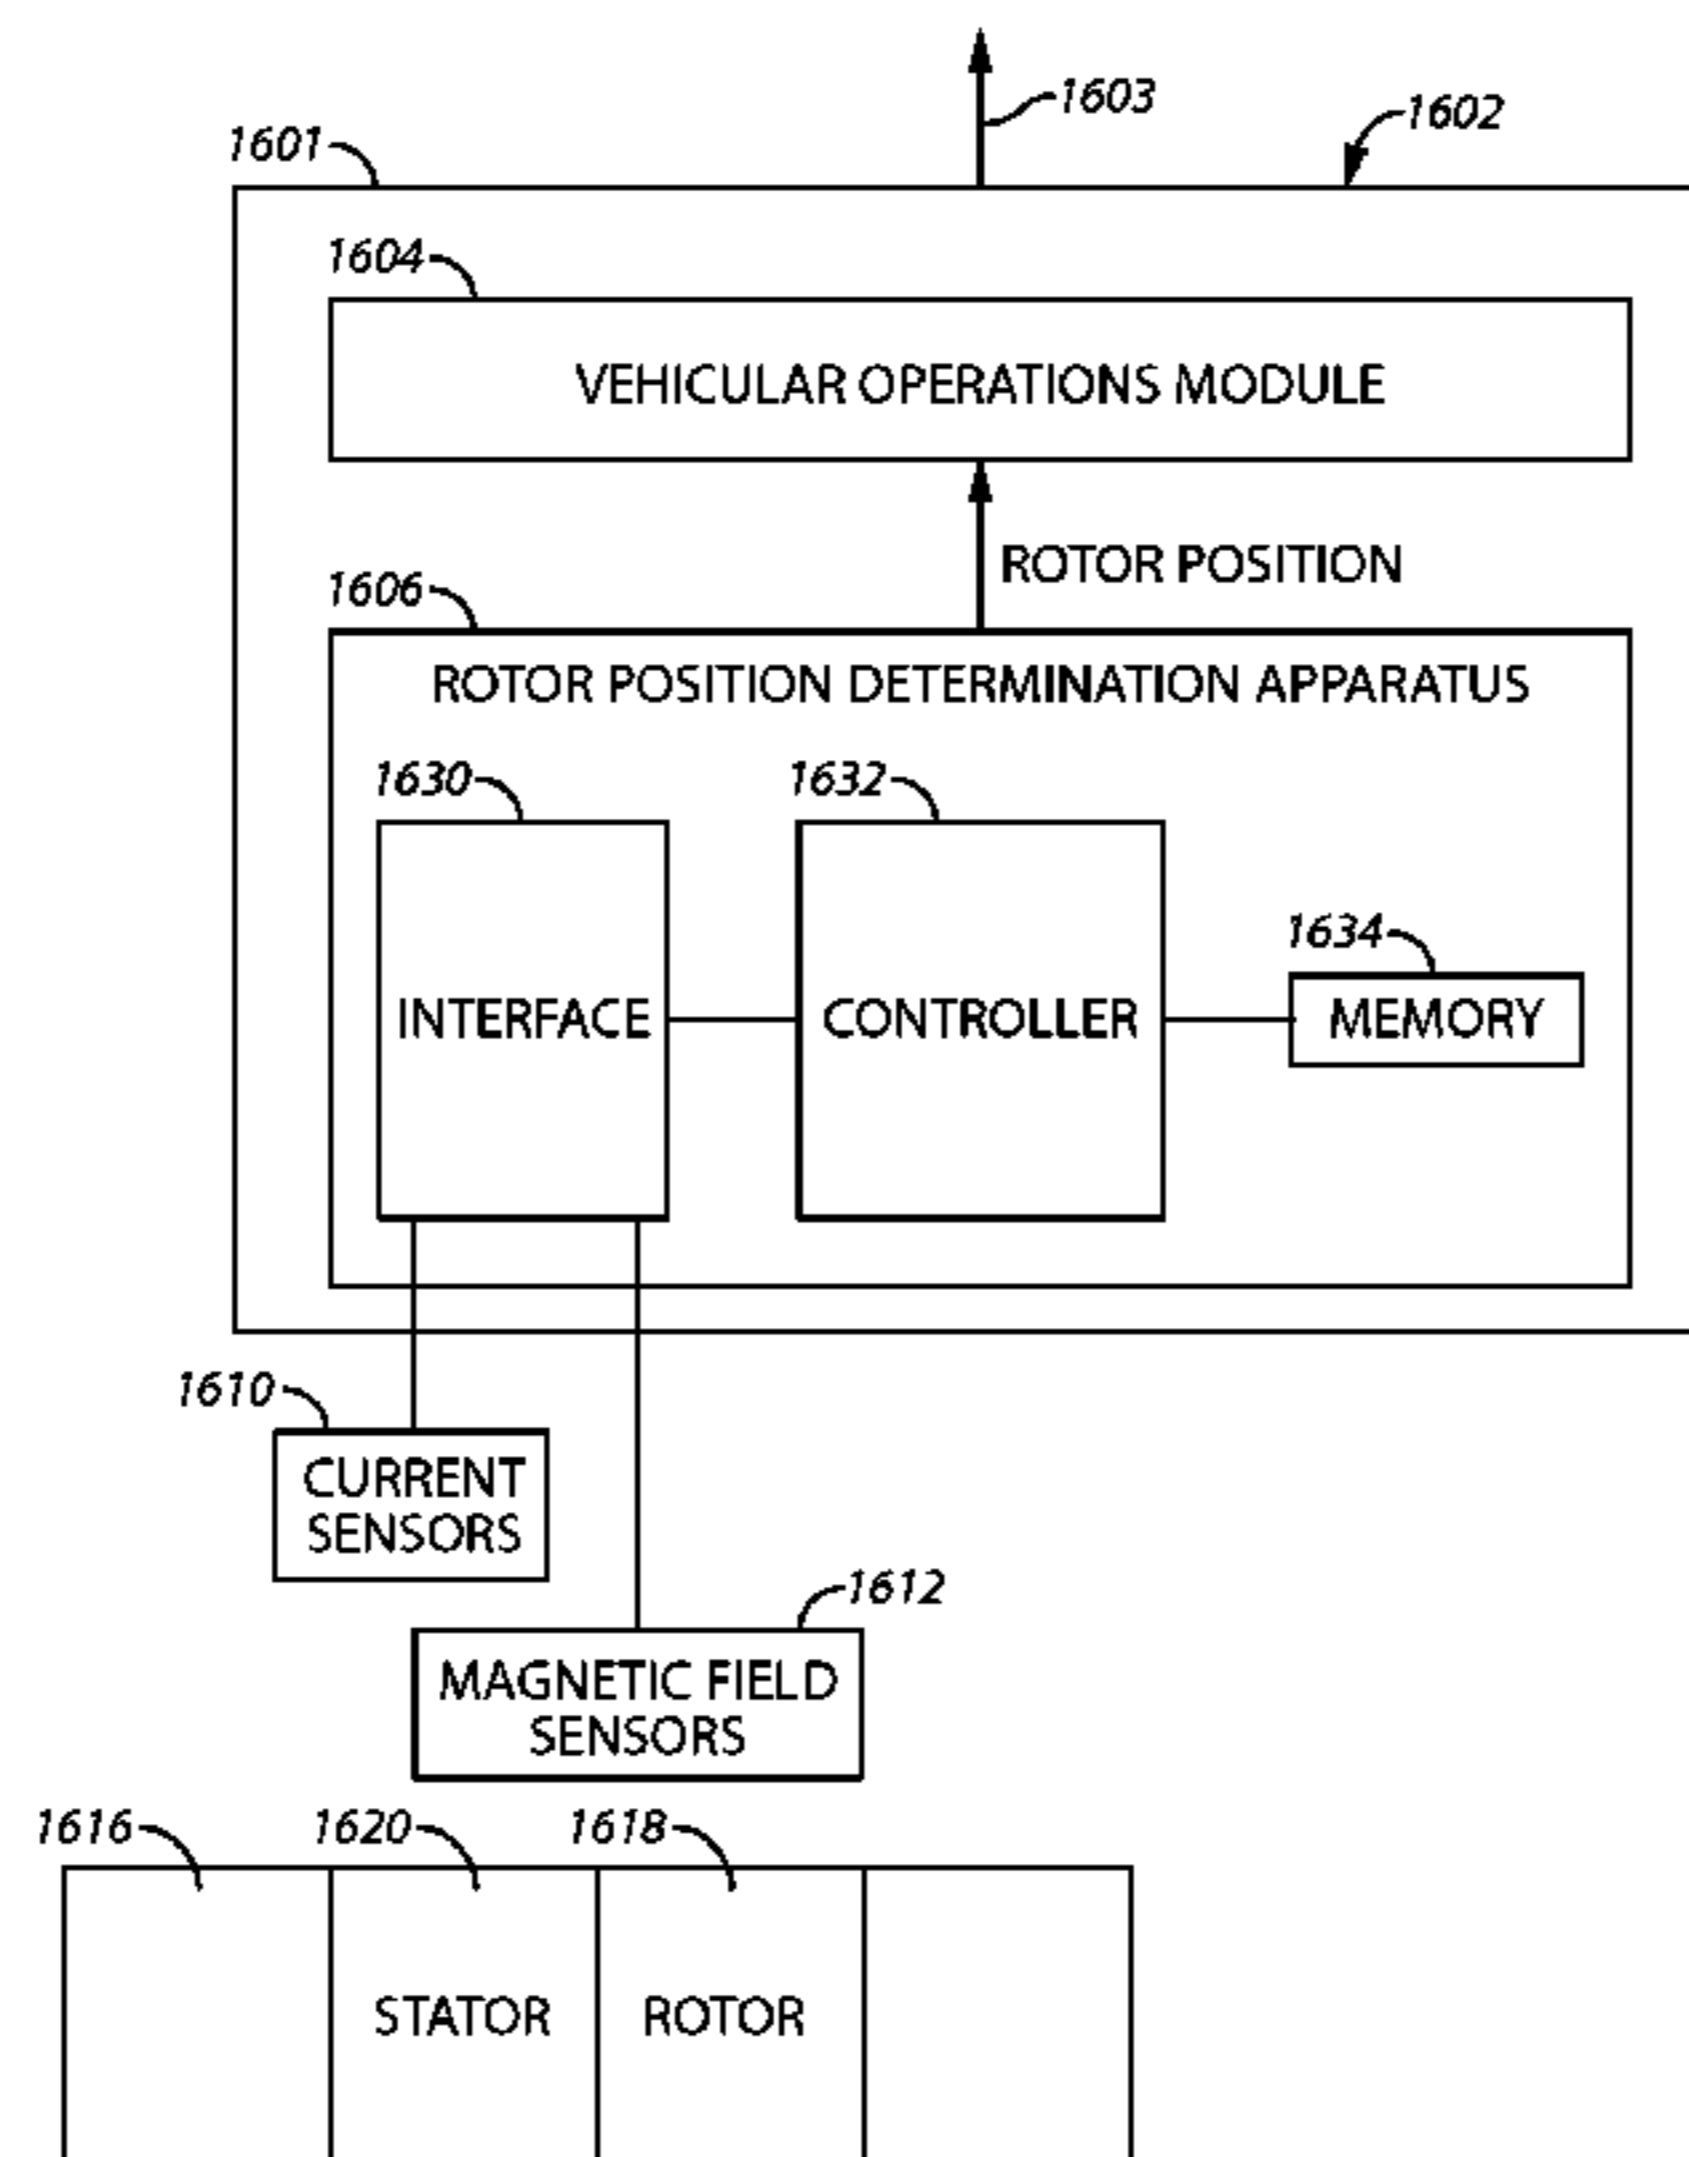 1603
1602
1601
1604
VEHICULAR OPERATIONS MODULE
ROTOR POSITION
1606
ROTOR POSITION DETERMINATION APPARATUS
1630
1632
1634
INTERFACE
CONTROLLER
MEMORY
1610
CURRENT
SENSORS
1612
MAGNETIC FIELD
SENSORS
1616
1620
1618
STATOR
ROTOR